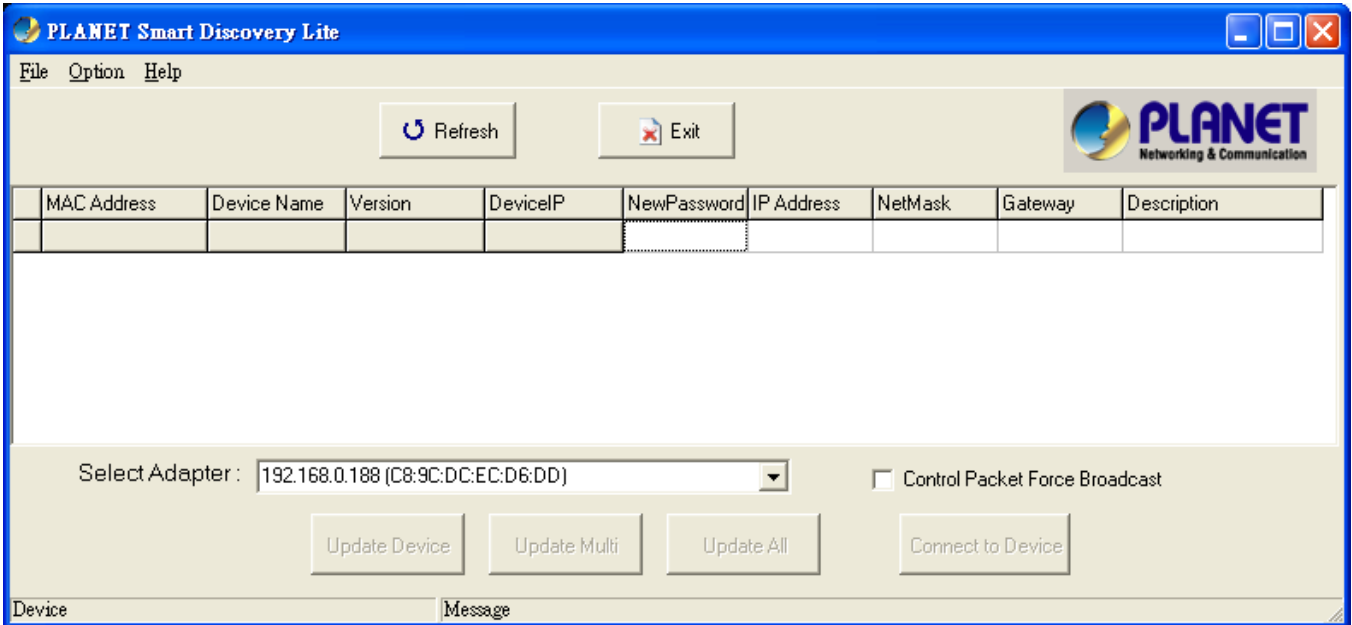 PLANET Smart Discovery Lite
File Option Help
Refresh Exit
PLANET
Networking & Communication
MAC Address Device Name Version DeviceIP NewPassword IP Address NetMask Gateway Description
Select Adapter : 192.168.0.188 (C8:9C:DC:EC:D6:DD) Control Packet Force Broadcast
Update Device Update Multi Update All Connect to Device
Device Message